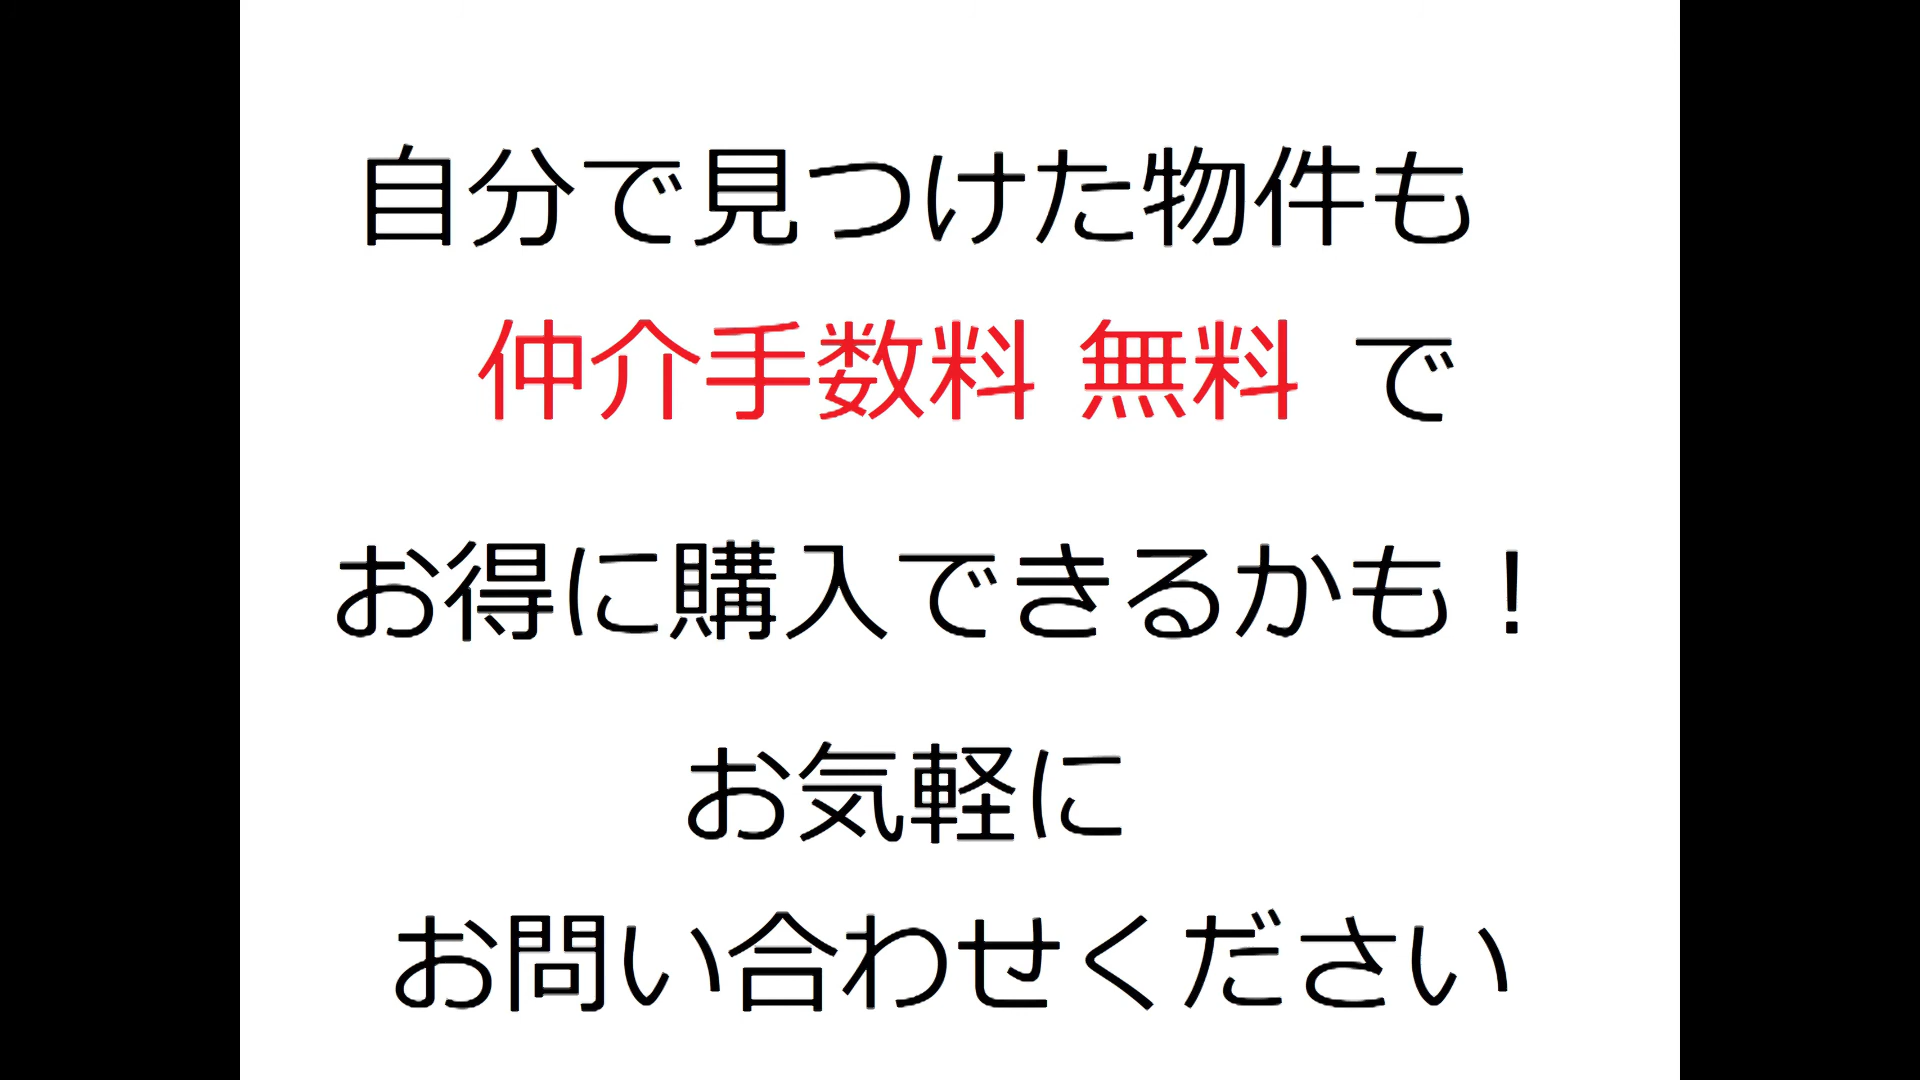 自分で見つけた物件も
仲介手数料 無料 で
お得に購入できるかも！
お気軽に
お問い合わせください